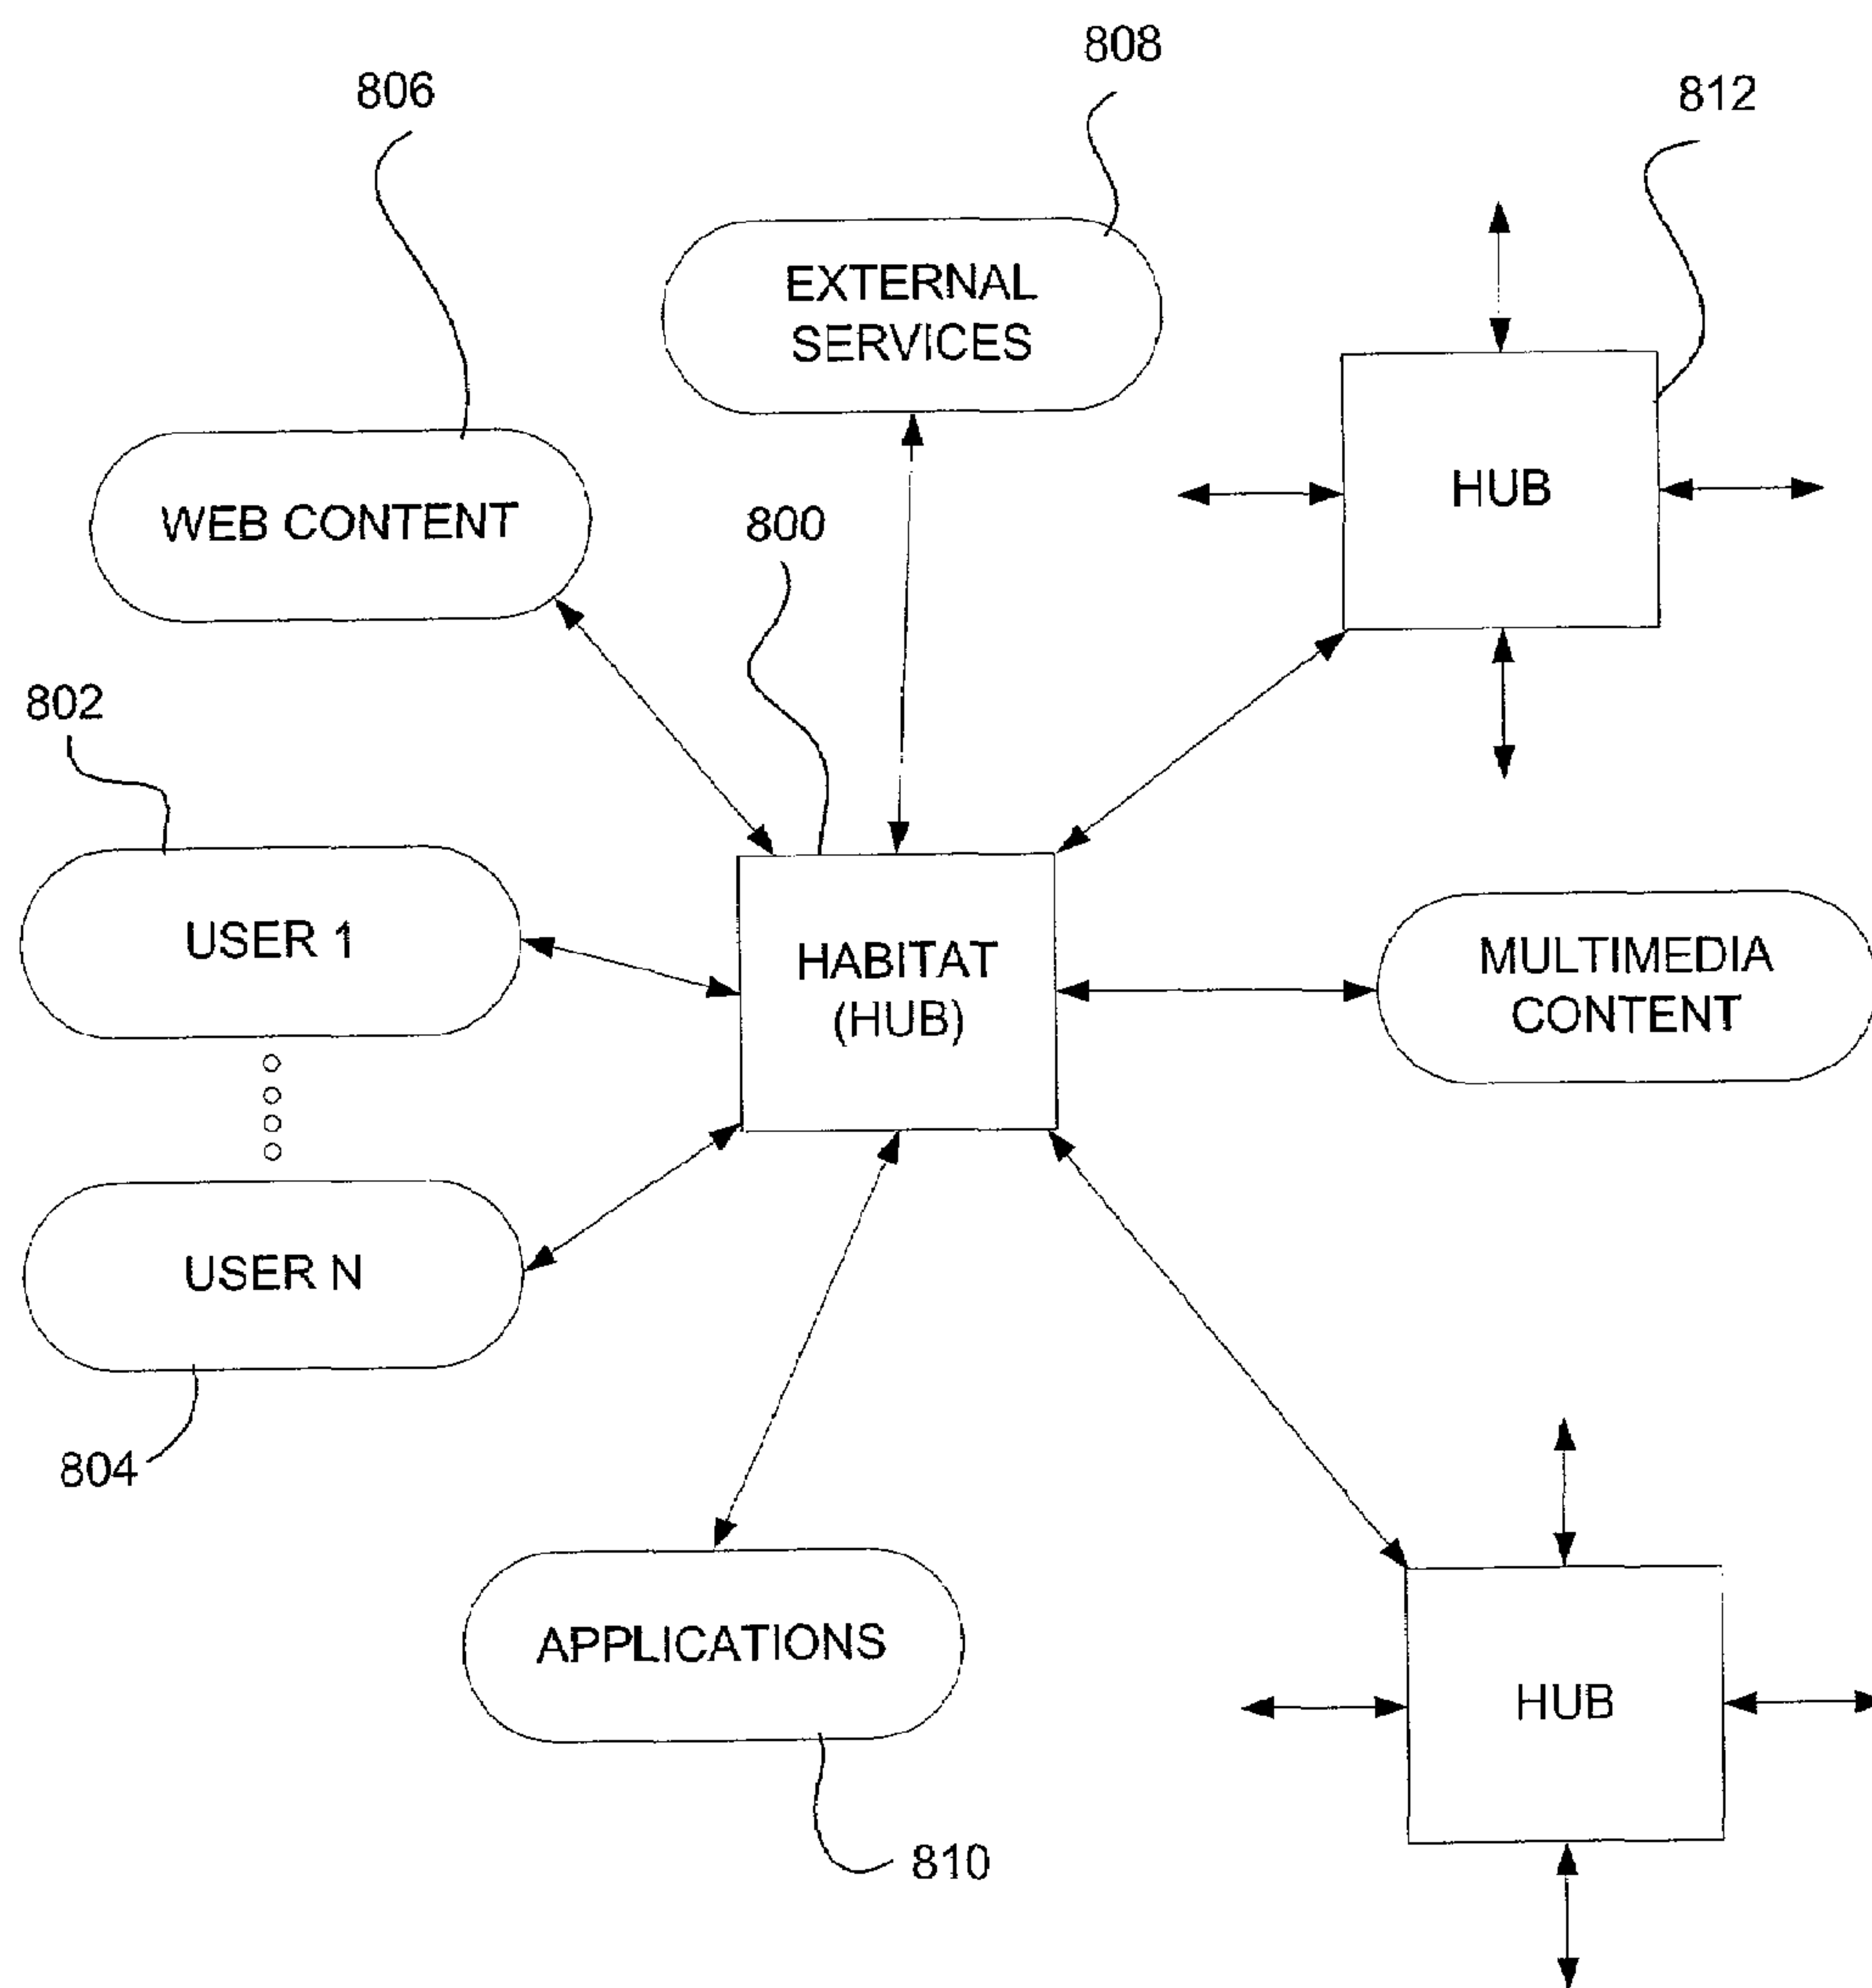 808
806
812
EXTERNAL
SERVICES
HUB
WEB CONTENT
800
802
USER 1
HABITAT
(HUB)
MULTIMEDIA
CONTENT
USER N
804
APPLICATIONS
HUB
810